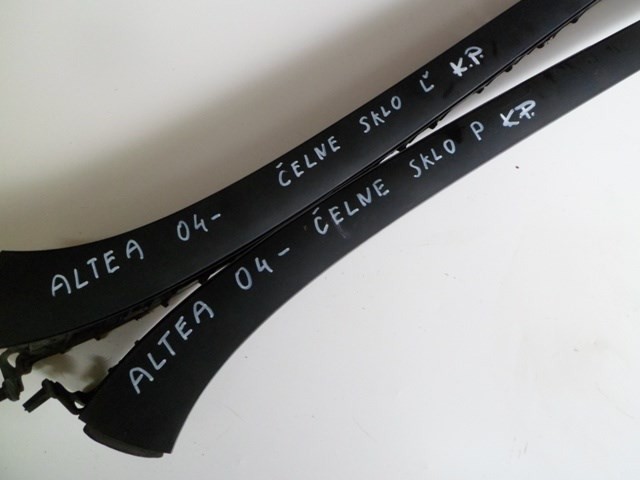 ALTEA 04- ČELNE SKLO Ľ K.P.
ALTEA 04- ČELNE SKLO P K.P.